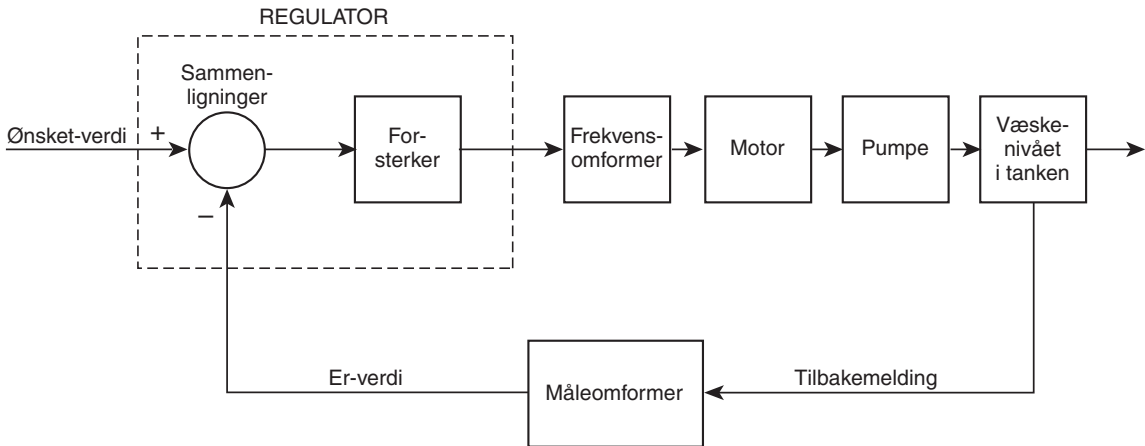 REGULATOR
Sammen-
ligninger
Ønsket-verdi
+
–
For-
sterker
Frekvens-
omformer
Motor
Pumpe
Væske-
nivået
i tanken
Er-verdi
Måleomformer
Tilbakemelding